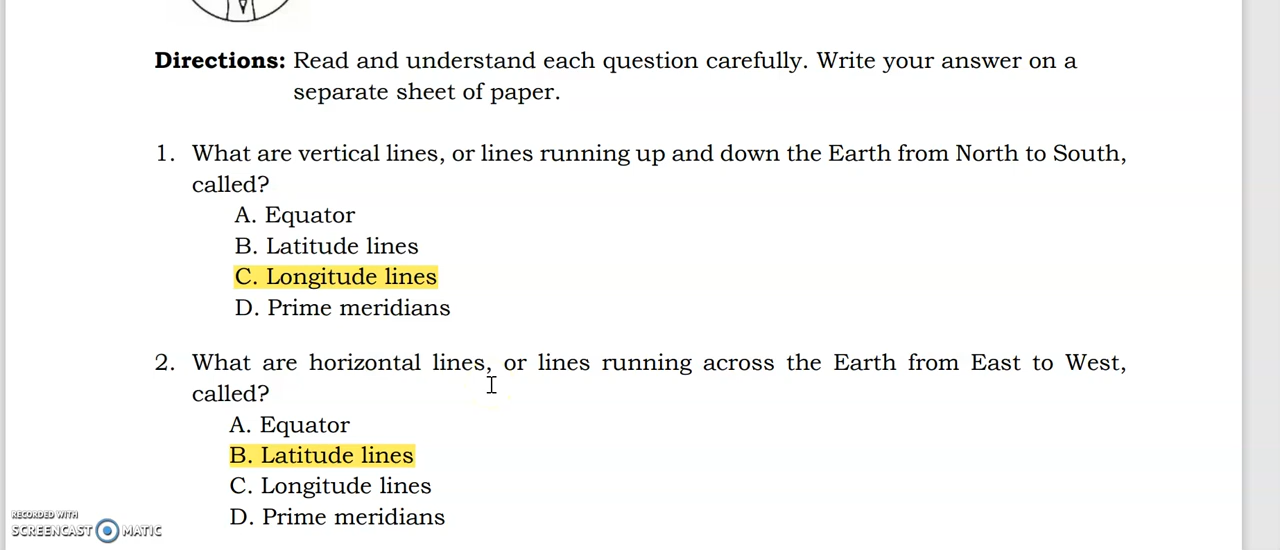 Directions: Read and understand each question carefully. Write your answer on a
separate sheet of paper.
1. What are vertical lines, or lines running up and down the Earth from North to South,
called?
A. Equator
B. Latitude lines
C. Longitude lines
D. Prime meridians
2. What are horizontal lines, or lines running across the Earth from East to West,
called?
A. Equator
B. Latitude lines
C. Longitude lines
D. Prime meridians
RECORDED WITH
SCREENCAST MATIC